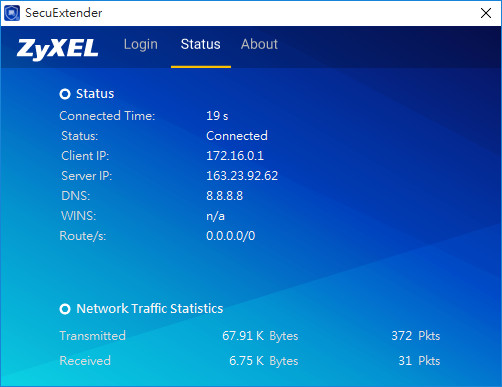 SecuExtender
ZyXEL Login Status About
Status
Connected Time: 19 s
Status: Connected
Client IP: 172.16.0.1
Server IP: 163.23.92.62
DNS: 8.8.8.8
WINS: n/a
Route/s: 0.0.0.0/0
Network Traffic Statistics
Transmitted 67.91 K Bytes 372 Pkts
Received 6.75 K Bytes 31 Pkts